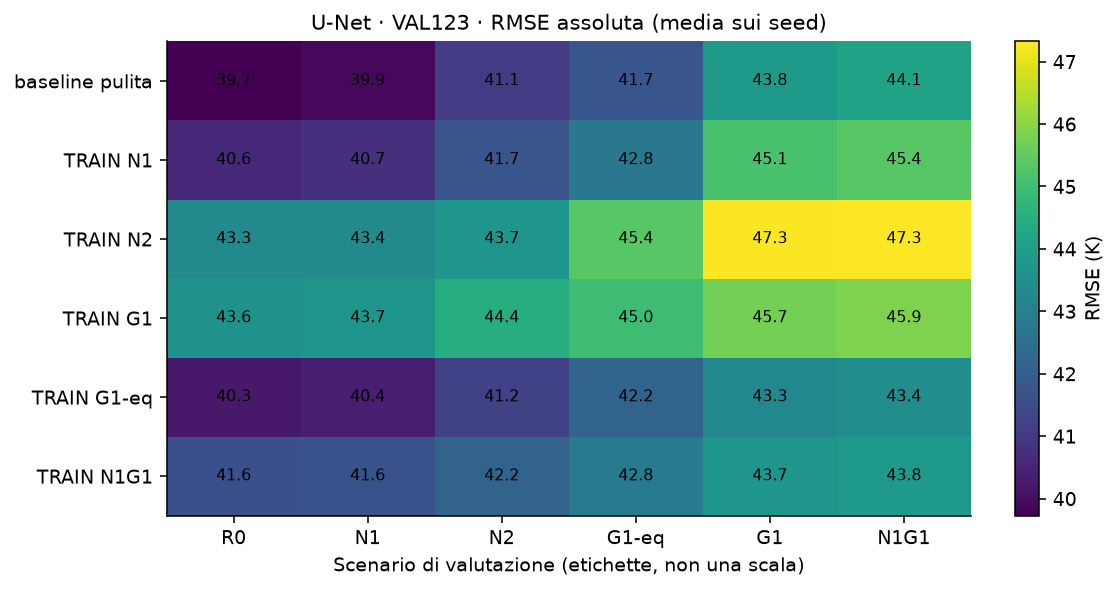 U-Net · VAL123 · RMSE assoluta (media sui seed)
baseline pulita 39.7 39.9 41.1 41.7 43.8 44.1
TRAIN N1 40.6 40.7 41.7 42.8 45.1 45.4
TRAIN N2 43.3 43.4 43.7 45.4 47.3 47.3
TRAIN G1 43.6 43.7 44.4 45.0 45.7 45.9
TRAIN G1-eq 40.3 40.4 41.2 42.2 43.3 43.4
TRAIN N1G1 41.6 41.6 42.2 42.8 43.7 43.8
R0 N1 N2 G1-eq G1 N1G1
Scenario di valutazione (etichette, non una scala)
47
46
45
44
43
42
41
40
RMSE (K)